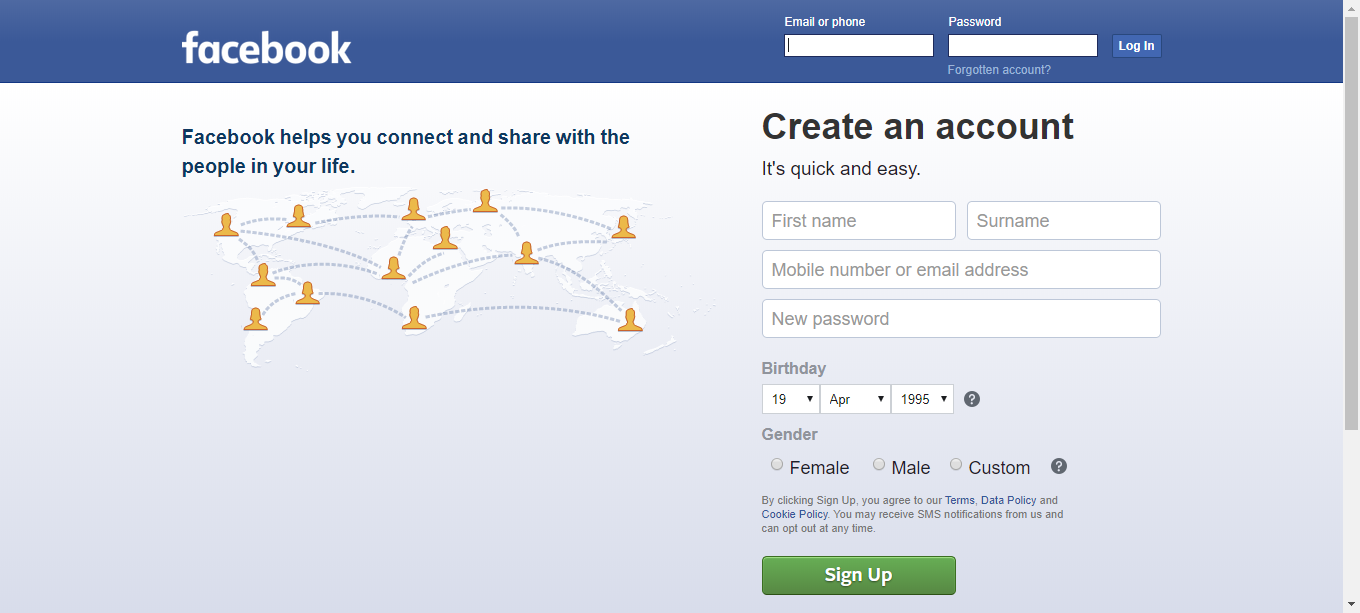 facebook
Email or phone
Password
Log In
Forgotten account?
Facebook helps you connect and share with the
people in your life.
Create an account
It's quick and easy.
First name
Surname
Mobile number or email address
New password
Birthday
19
Apr
1995
?
Gender
Female
Male
Custom
?
By clicking Sign Up, you agree to our Terms, Data Policy and
Cookie Policy. You may receive SMS notifications from us and
can opt out at any time.
Sign Up